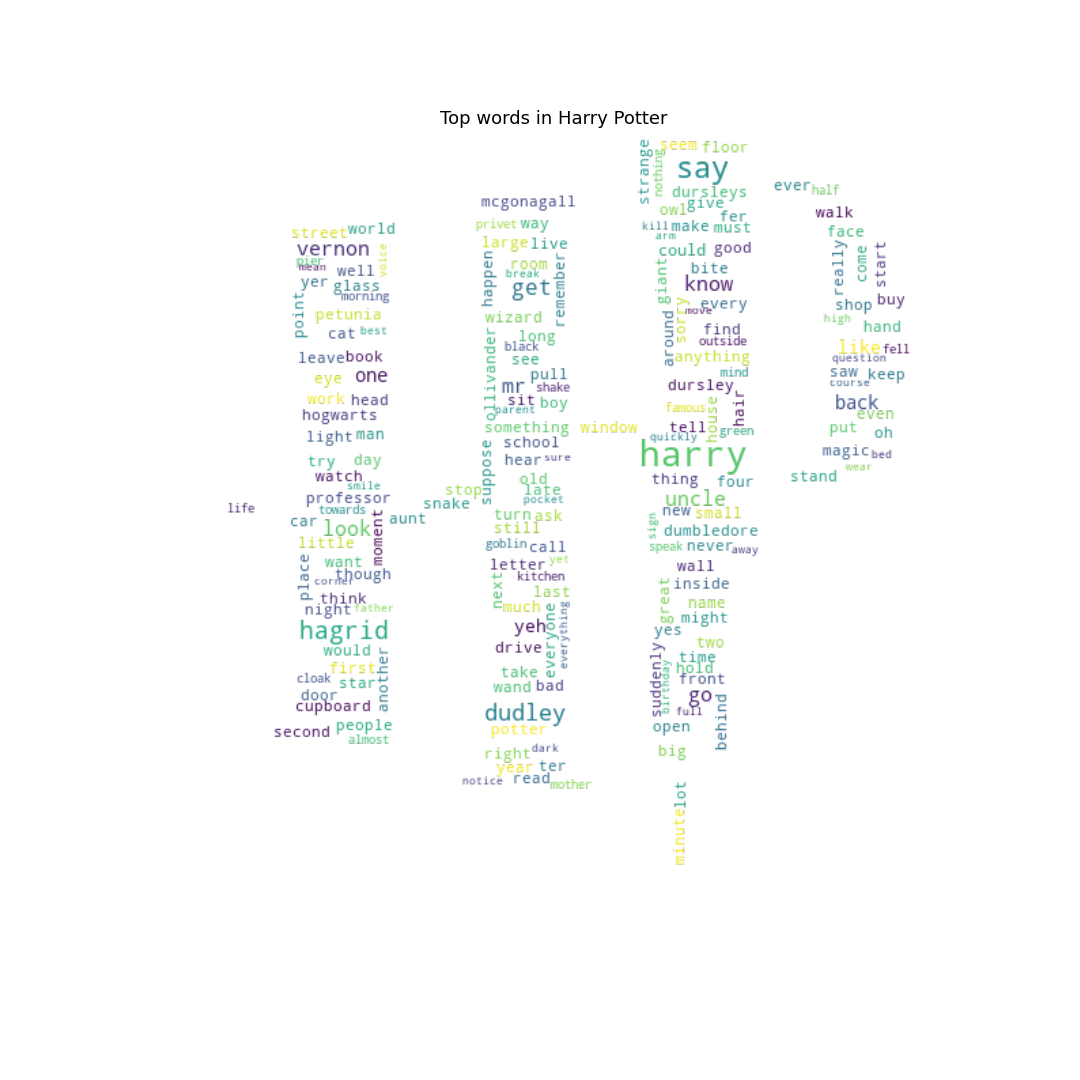 Top words in Harry Potter
strange
nothing
seem floor
say
dursleys
give
owl
fer
kill make must
arm
could good
giant
bite
know
sorry
every
move
find
around
outside
anything
mind
dursley
hair
famous
house
tell
green
quickly
harry
thing four
uncle
new small
sign
dumbledore
speak never away
wall
inside
great
name
might
yes
two
time
hold
suddenly
birthday
front
go
full
behind
open
big
lot
minute
ever half
walk
face
really
come
start
shop buy
high
hand
like fell
question
saw keep
course
back
even
put
oh
magic bed
wear
stand
mcgonagall
privet way
large live
happen
room
break
get
remember
wizard
long
ollivander
black
see
pull
mr shake
sit boy
parent
something window
school
suppose
hear sure
old
stop late
snake pocket
turn ask
still
goblin call
letter yet
kitchen
next
last
much
everyone
everything
yeh
drive
take
wand bad
dudley
potter
right dark
year ter
notice read mother
street world
vernon
voice
pier
mean
well
yer glass
morning
point
petunia
cat best
leave book
eye one
work head
hogwarts
light man
try day
watch
smile
professor
life
towards
car aunt
look
moment
little
want
place
though
corner
think
night father
hagrid
would
another
first
cloak star
door
cupboard
second people
almost